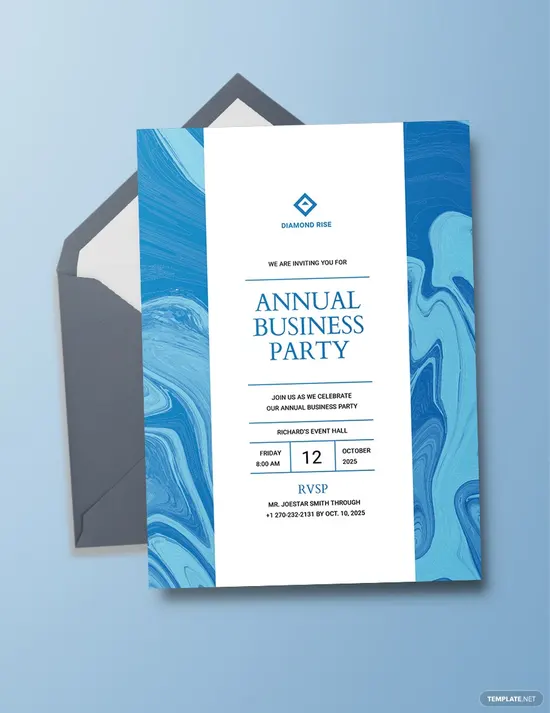 DIAMOND RISE
WE ARE INVITING YOU FOR
ANNUAL
BUSINESS
PARTY
JOIN US AS WE CELEBRATE
OUR ANNUAL BUSINESS PARTY
RICHARD'S EVENT HALL
FRIDAY
8:00 AM
12
OCTOBER
2025
RVSP
MR. JOESTAR SMITH THROUGH
+1 270-232-2131 BY OCT. 10, 2025
TEMPLATE.NET